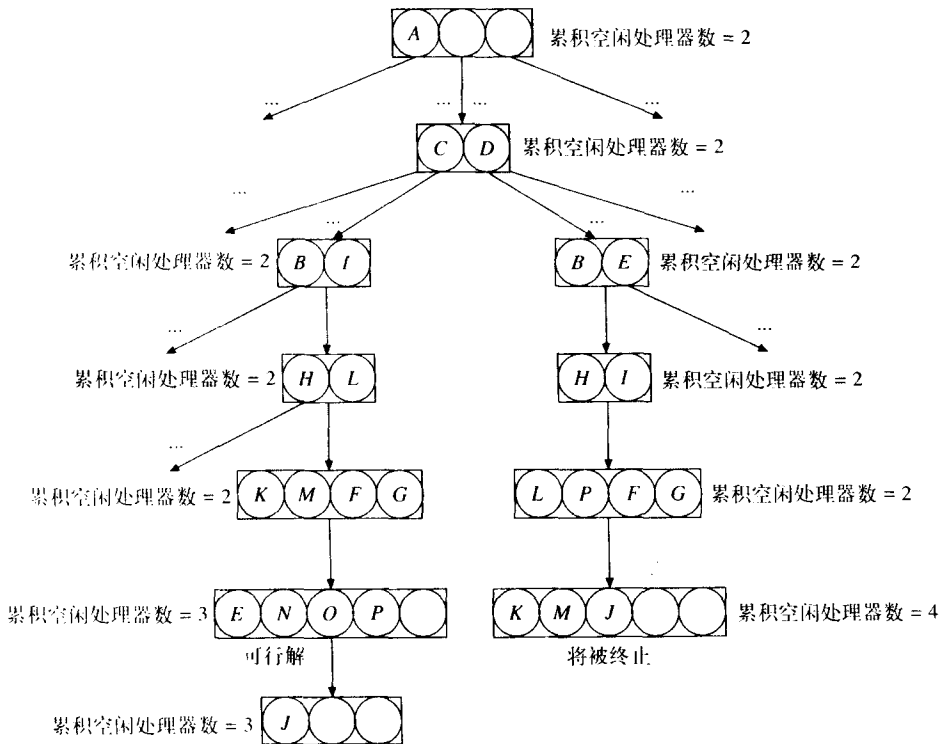 A 累积空闲处理器数 = 2
... ... ... ...
C D 累积空闲处理器数 = 2
... ... ... ...
累积空闲处理器数 = 2 B I B E 累积空闲处理器数 = 2
... ...
累积空闲处理器数 = 2 H L H I 累积空闲处理器数 = 2
...
累积空闲处理器数 = 2 K M F G L P F G 累积空闲处理器数 = 2
累积空闲处理器数 = 3 E N O P K M J 累积空闲处理器数 = 4
可行解 将被终止
累积空闲处理器数 = 3 J